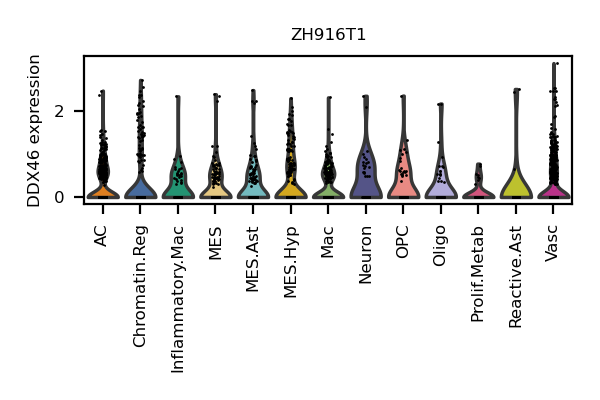 ZH916T1
DDX46 expression
2
0
AC
Chromatin.Reg
Inflammatory.Mac
MES
MES.Ast
MES.Hyp
Mac
Neuron
OPC
Oligo
Prolif.Metab
Reactive.Ast
Vasc